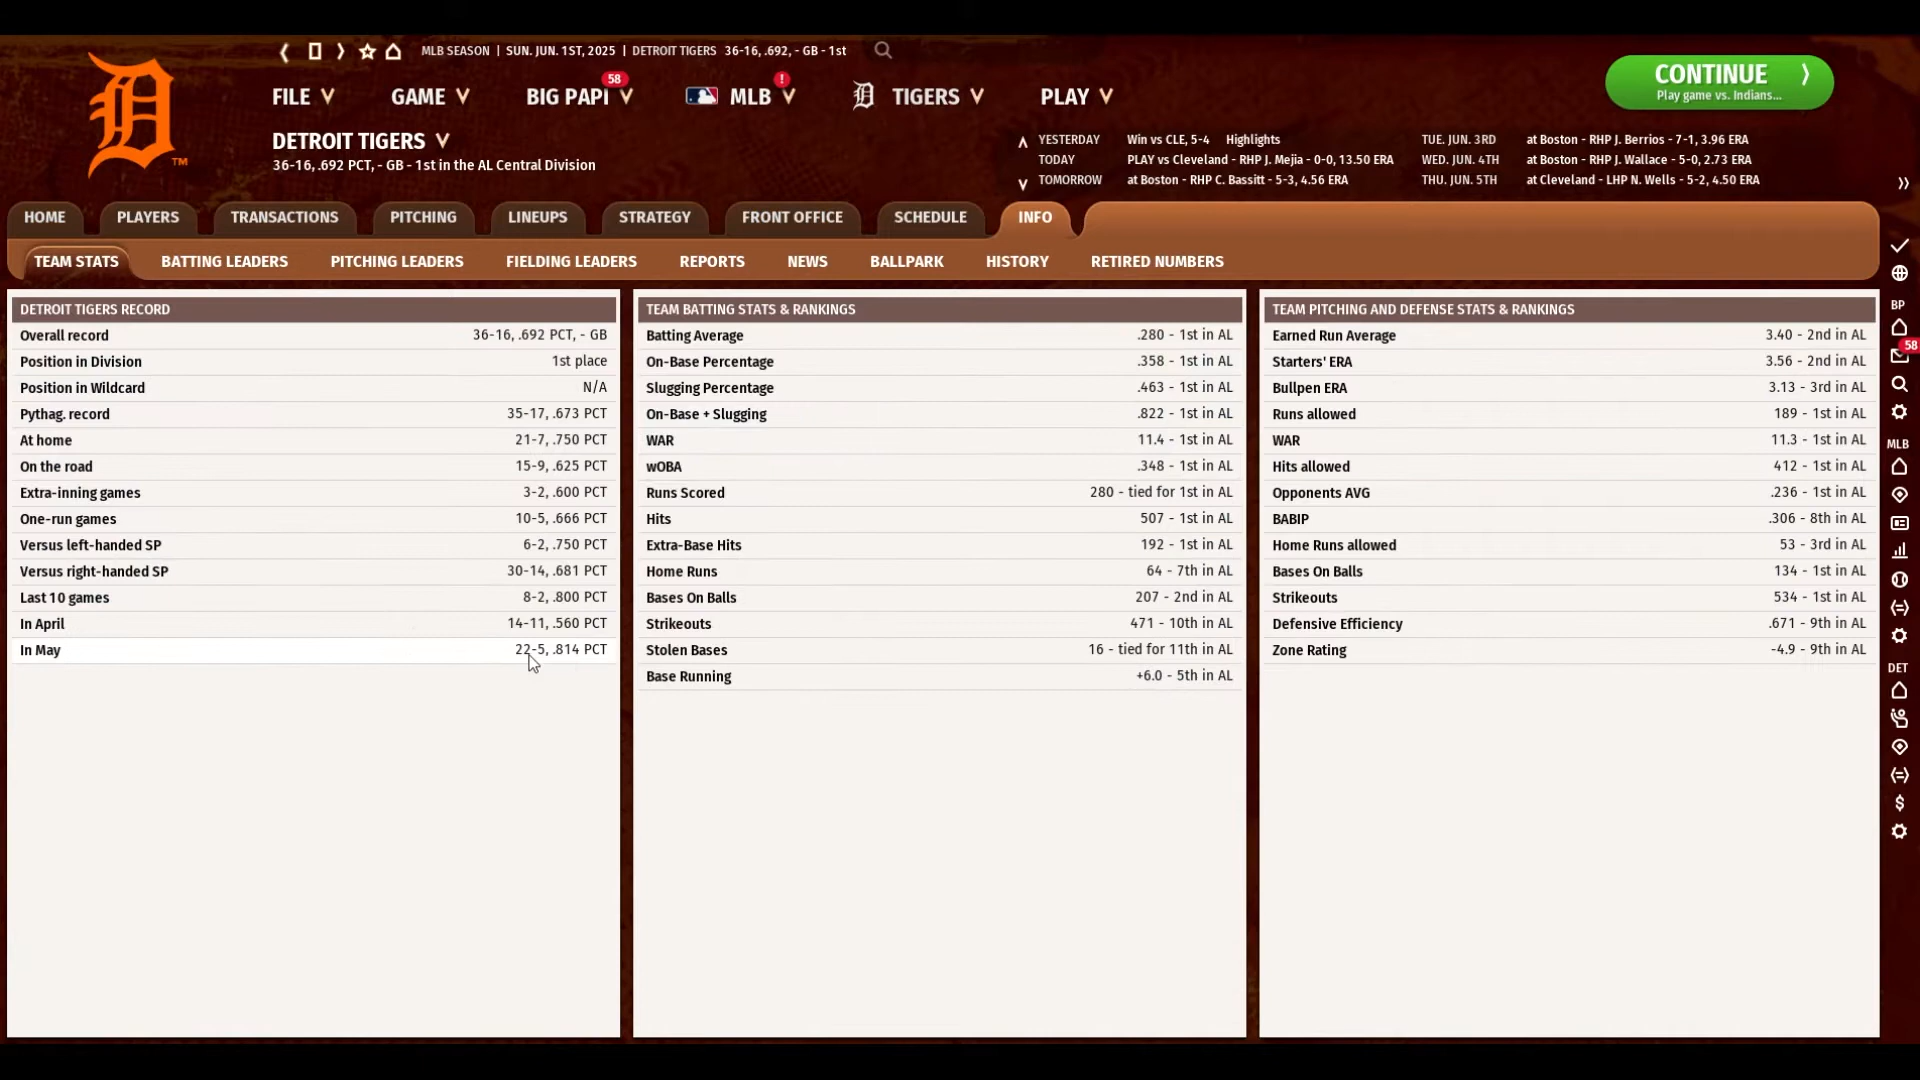 MLB SEASON | SUN. JUN. 1ST, 2025 | DETROIT TIGERS 36-16, .692, - GB - 1st
FILE GAME BIG PAPI 58 MLB ! TIGERS PLAY
CONTINUE
Play game vs. Indians...
DETROIT TIGERS
36-16, .692 PCT, - GB - 1st in the AL Central Division
YESTERDAY Win vs CLE, 5-4 Highlights TUE. JUN. 3RD at Boston - RHP J. Berrios - 7-1, 3.96 ERA
TODAY PLAY vs Cleveland - RHP J. Mejia - 0-0, 13.50 ERA WED. JUN. 4TH at Boston - RHP J. Wallace - 5-0, 2.73 ERA
TOMORROW at Boston - RHP C. Bassitt - 5-3, 4.56 ERA THU. JUN. 5TH at Cleveland - LHP N. Wells - 5-2, 4.50 ERA
HOME PLAYERS TRANSACTIONS PITCHING LINEUPS STRATEGY FRONT OFFICE SCHEDULE INFO
TEAM STATS BATTING LEADERS PITCHING LEADERS FIELDING LEADERS REPORTS NEWS BALLPARK HISTORY RETIRED NUMBERS
DETROIT TIGERS RECORD
Overall record 36-16, .692 PCT, - GB
Position in Division 1st place
Position in Wildcard N/A
Pythag. record 35-17, .673 PCT
At home 21-7, .750 PCT
On the road 15-9, .625 PCT
Extra-inning games 3-2, .600 PCT
One-run games 10-5, .666 PCT
Versus left-handed SP 6-2, .750 PCT
Versus right-handed SP 30-14, .681 PCT
Last 10 games 8-2, .800 PCT
In April 14-11, .560 PCT
In May 22-5, .814 PCT
TEAM BATTING STATS & RANKINGS
Batting Average .280 - 1st in AL
On-Base Percentage .358 - 1st in AL
Slugging Percentage .463 - 1st in AL
On-Base + Slugging .822 - 1st in AL
WAR 11.4 - 1st in AL
wOBA .348 - 1st in AL
Runs Scored 280 - tied for 1st in AL
Hits 507 - 1st in AL
Extra-Base Hits 192 - 1st in AL
Home Runs 64 - 7th in AL
Bases On Balls 207 - 2nd in AL
Strikeouts 471 - 10th in AL
Stolen Bases 16 - tied for 11th in AL
Base Running +6.0 - 5th in AL
TEAM PITCHING AND DEFENSE STATS & RANKINGS
Earned Run Average 3.40 - 2nd in AL
Starters' ERA 3.56 - 2nd in AL
Bullpen ERA 3.13 - 3rd in AL
Runs allowed 189 - 1st in AL
WAR 11.3 - 1st in AL
Hits allowed 412 - 1st in AL
Opponents AVG .236 - 1st in AL
BABIP .306 - 8th in AL
Home Runs allowed 53 - 3rd in AL
Bases On Balls 134 - 1st in AL
Strikeouts 534 - 1st in AL
Defensive Efficiency .671 - 9th in AL
Zone Rating -4.9 - 9th in AL
BP
58
MLB
DET
$
D
TM